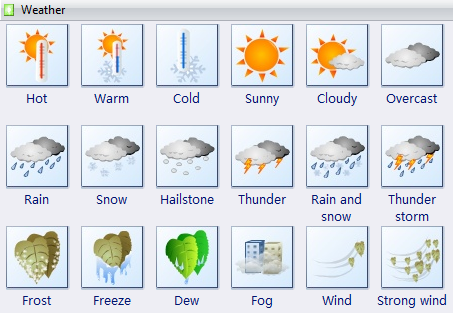 Weather
Hot Warm Cold Sunny Cloudy Overcast
Rain Snow Hailstone Thunder Rain and snow Thunder storm
Frost Freeze Dew Fog Wind Strong wind